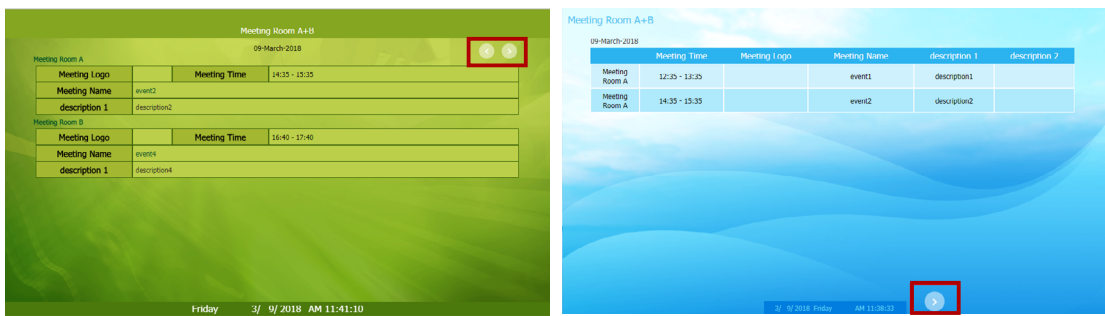 Meeting Room A+B
09-March-2018
Meeting Room A
Meeting Logo Meeting Time 14:35 - 15:35
Meeting Name event2
description 1 description2
Meeting Room B
Meeting Logo Meeting Time 16:40 - 17:40
Meeting Name event4
description 1 description4
Friday 3/ 9/ 2018 AM 11:41:10
Meeting Room A+B
09-March-2018
Meeting Time Meeting Logo Meeting Name description 1 description 2
Meeting Room A 12:35 - 13:35 event1 description1
Meeting Room A 14:35 - 15:35 event2 description2
3/ 9/ 2018 Friday AM 11:38:33